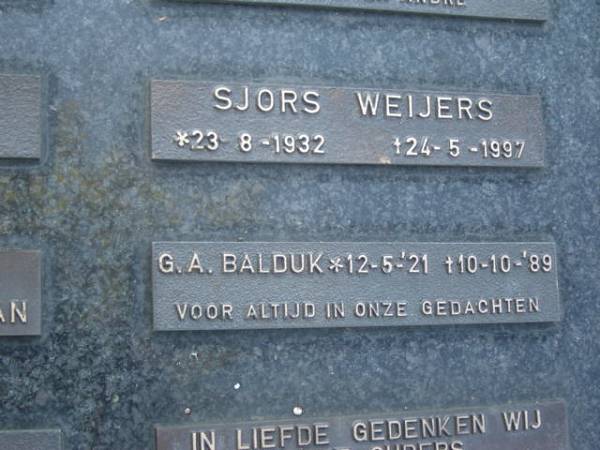 SJORS WEIJERS
*23-8-1932 †24-5-1997
AN
G.A. BALDUK *12-5-'21 †10-10-'89
VOOR ALTIJD IN ONZE GEDACHTEN
IN LIEFDE GEDENKEN WIJ